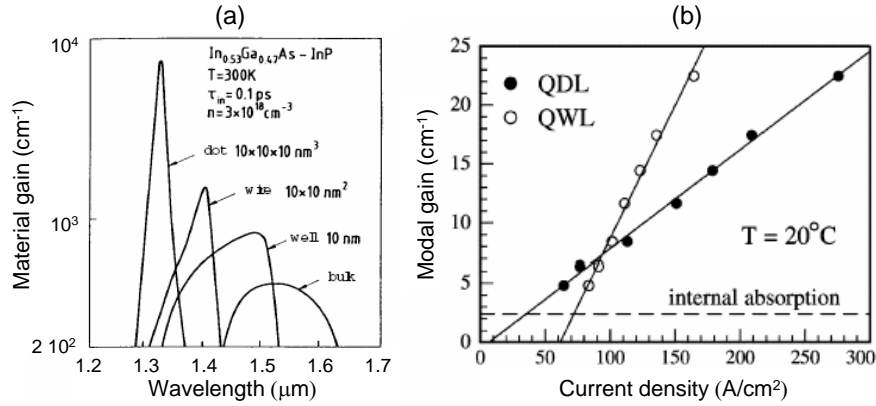 (a)
Material gain (cm⁻¹)
10⁴
10³
2 10²
In₀.₅₃Ga₀.₄₇As – InP
T=300K
τᵢₙ=0.1 ps
n=3×10¹⁸cm⁻³
dot 10×10×10 nm³
wire 10×10 nm²
well 10 nm
bulk
1.2 1.3 1.4 1.5 1.6 1.7
Wavelength (μm)
(b)
Modal gain (cm⁻¹)
25
20
15
10
5
0
QDL
QWL
T = 20°C
internal absorption
0 50 100 150 200 250 300
Current density (A/cm²)